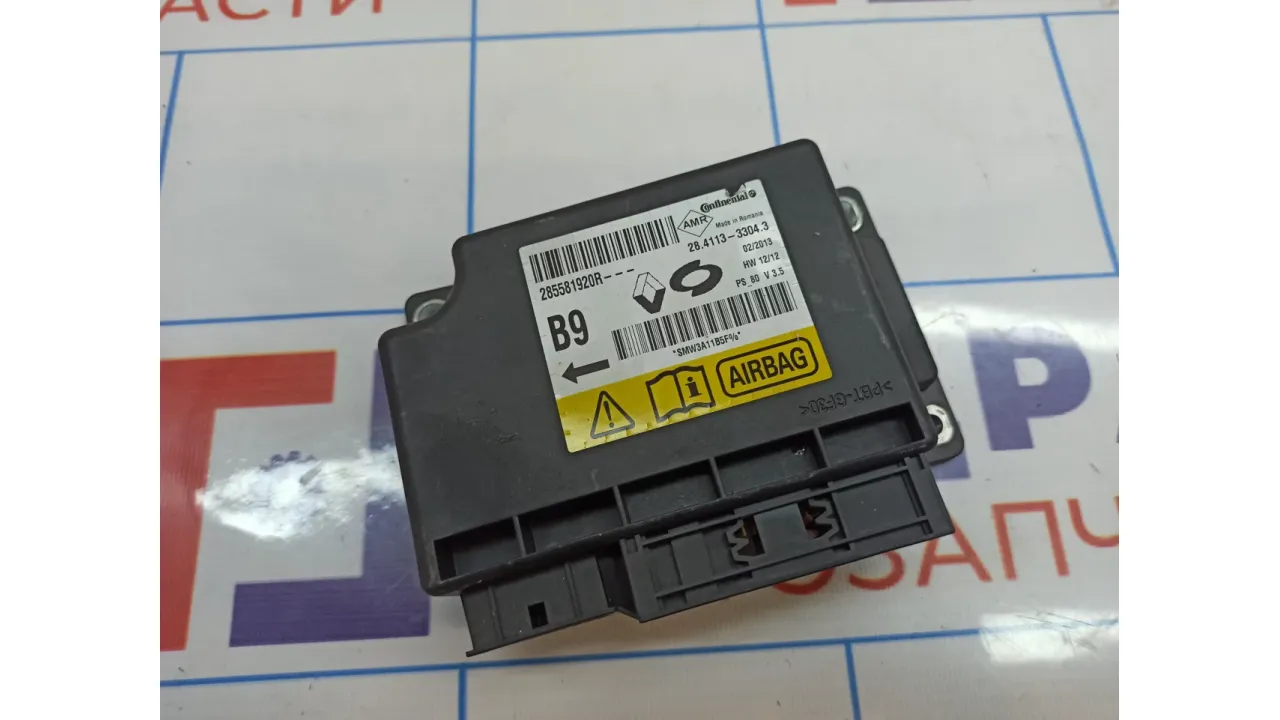 АСТИ
Continental
AMR
Made in Romania
28.4113-3304.3
02/2013
285581920R---
HW 12/12
PS_80 V 3.5
B9
*SMW3A11B5F%*
AIRBAG
>PBT-GF30<
ОЗАПЧ